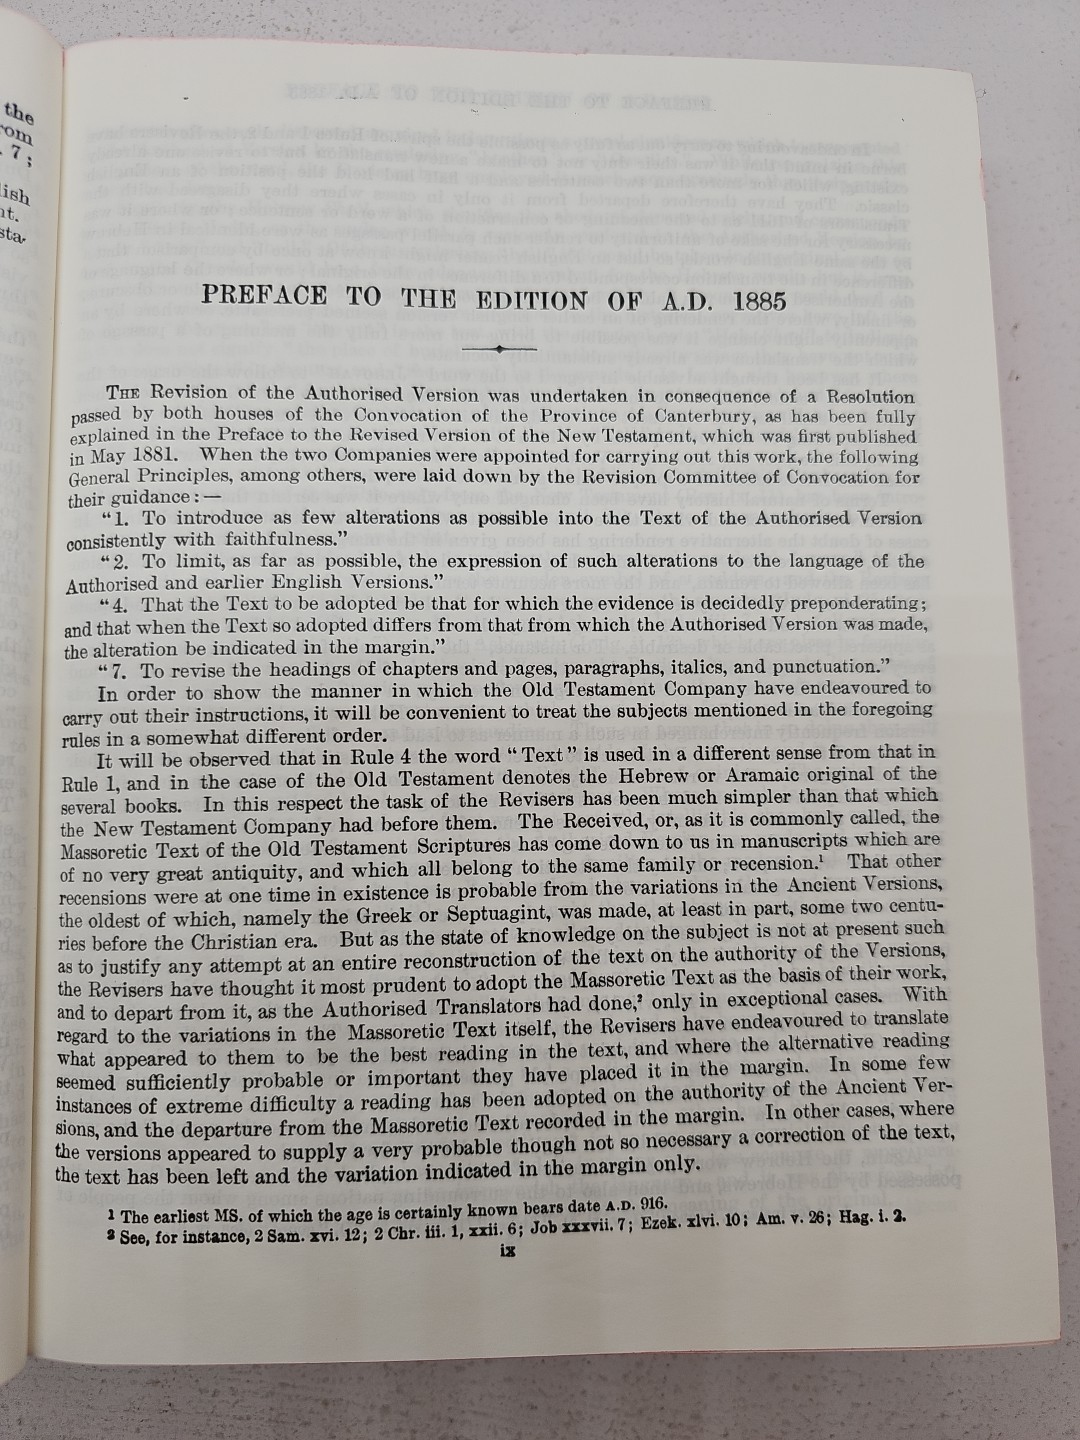 the
rom
. 7 ;
lish
nt.
sta-
PREFACE TO THE EDITION OF A.D. 1885
THE Revision of the Authorised Version was undertaken in consequence of a Resolution
passed by both houses of the Convocation of the Province of Canterbury, as has been fully
explained in the Preface to the Revised Version of the New Testament, which was first published
in May 1881. When the two Companies were appointed for carrying out this work, the following
General Principles, among others, were laid down by the Revision Committee of Convocation for
their guidance : —
“1. To introduce as few alterations as possible into the Text of the Authorised Version
consistently with faithfulness.”
“2. To limit, as far as possible, the expression of such alterations to the language of the
Authorised and earlier English Versions.”
“4. That the Text to be adopted be that for which the evidence is decidedly preponderating;
and that when the Text so adopted differs from that from which the Authorised Version was made,
the alteration be indicated in the margin.”
“7. To revise the headings of chapters and pages, paragraphs, italics, and punctuation.”
In order to show the manner in which the Old Testament Company have endeavoured to
carry out their instructions, it will be convenient to treat the subjects mentioned in the foregoing
rules in a somewhat different order.
It will be observed that in Rule 4 the word “Text” is used in a different sense from that in
Rule 1, and in the case of the Old Testament denotes the Hebrew or Aramaic original of the
several books. In this respect the task of the Revisers has been much simpler than that which
the New Testament Company had before them. The Received, or, as it is commonly called, the
Massoretic Text of the Old Testament Scriptures has come down to us in manuscripts which are
of no very great antiquity, and which all belong to the same family or recension.¹ That other
recensions were at one time in existence is probable from the variations in the Ancient Versions,
the oldest of which, namely the Greek or Septuagint, was made, at least in part, some two centu-
ries before the Christian era. But as the state of knowledge on the subject is not at present such
as to justify any attempt at an entire reconstruction of the text on the authority of the Versions,
the Revisers have thought it most prudent to adopt the Massoretic Text as the basis of their work,
and to depart from it, as the Authorised Translators had done,² only in exceptional cases. With
regard to the variations in the Massoretic Text itself, the Revisers have endeavoured to translate
what appeared to them to be the best reading in the text, and where the alternative reading
seemed sufficiently probable or important they have placed it in the margin. In some few
instances of extreme difficulty a reading has been adopted on the authority of the Ancient Ver-
sions, and the departure from the Massoretic Text recorded in the margin. In other cases, where
the versions appeared to supply a very probable though not so necessary a correction of the text,
the text has been left and the variation indicated in the margin only.
1 The earliest MS. of which the age is certainly known bears date A.D. 916.
2 See, for instance, 2 Sam. xvi. 12; 2 Chr. iii. 1, xxii. 6; Job xxxvii. 7; Ezek. xlvi. 10; Am. v. 26; Hag. i. 2.
ix